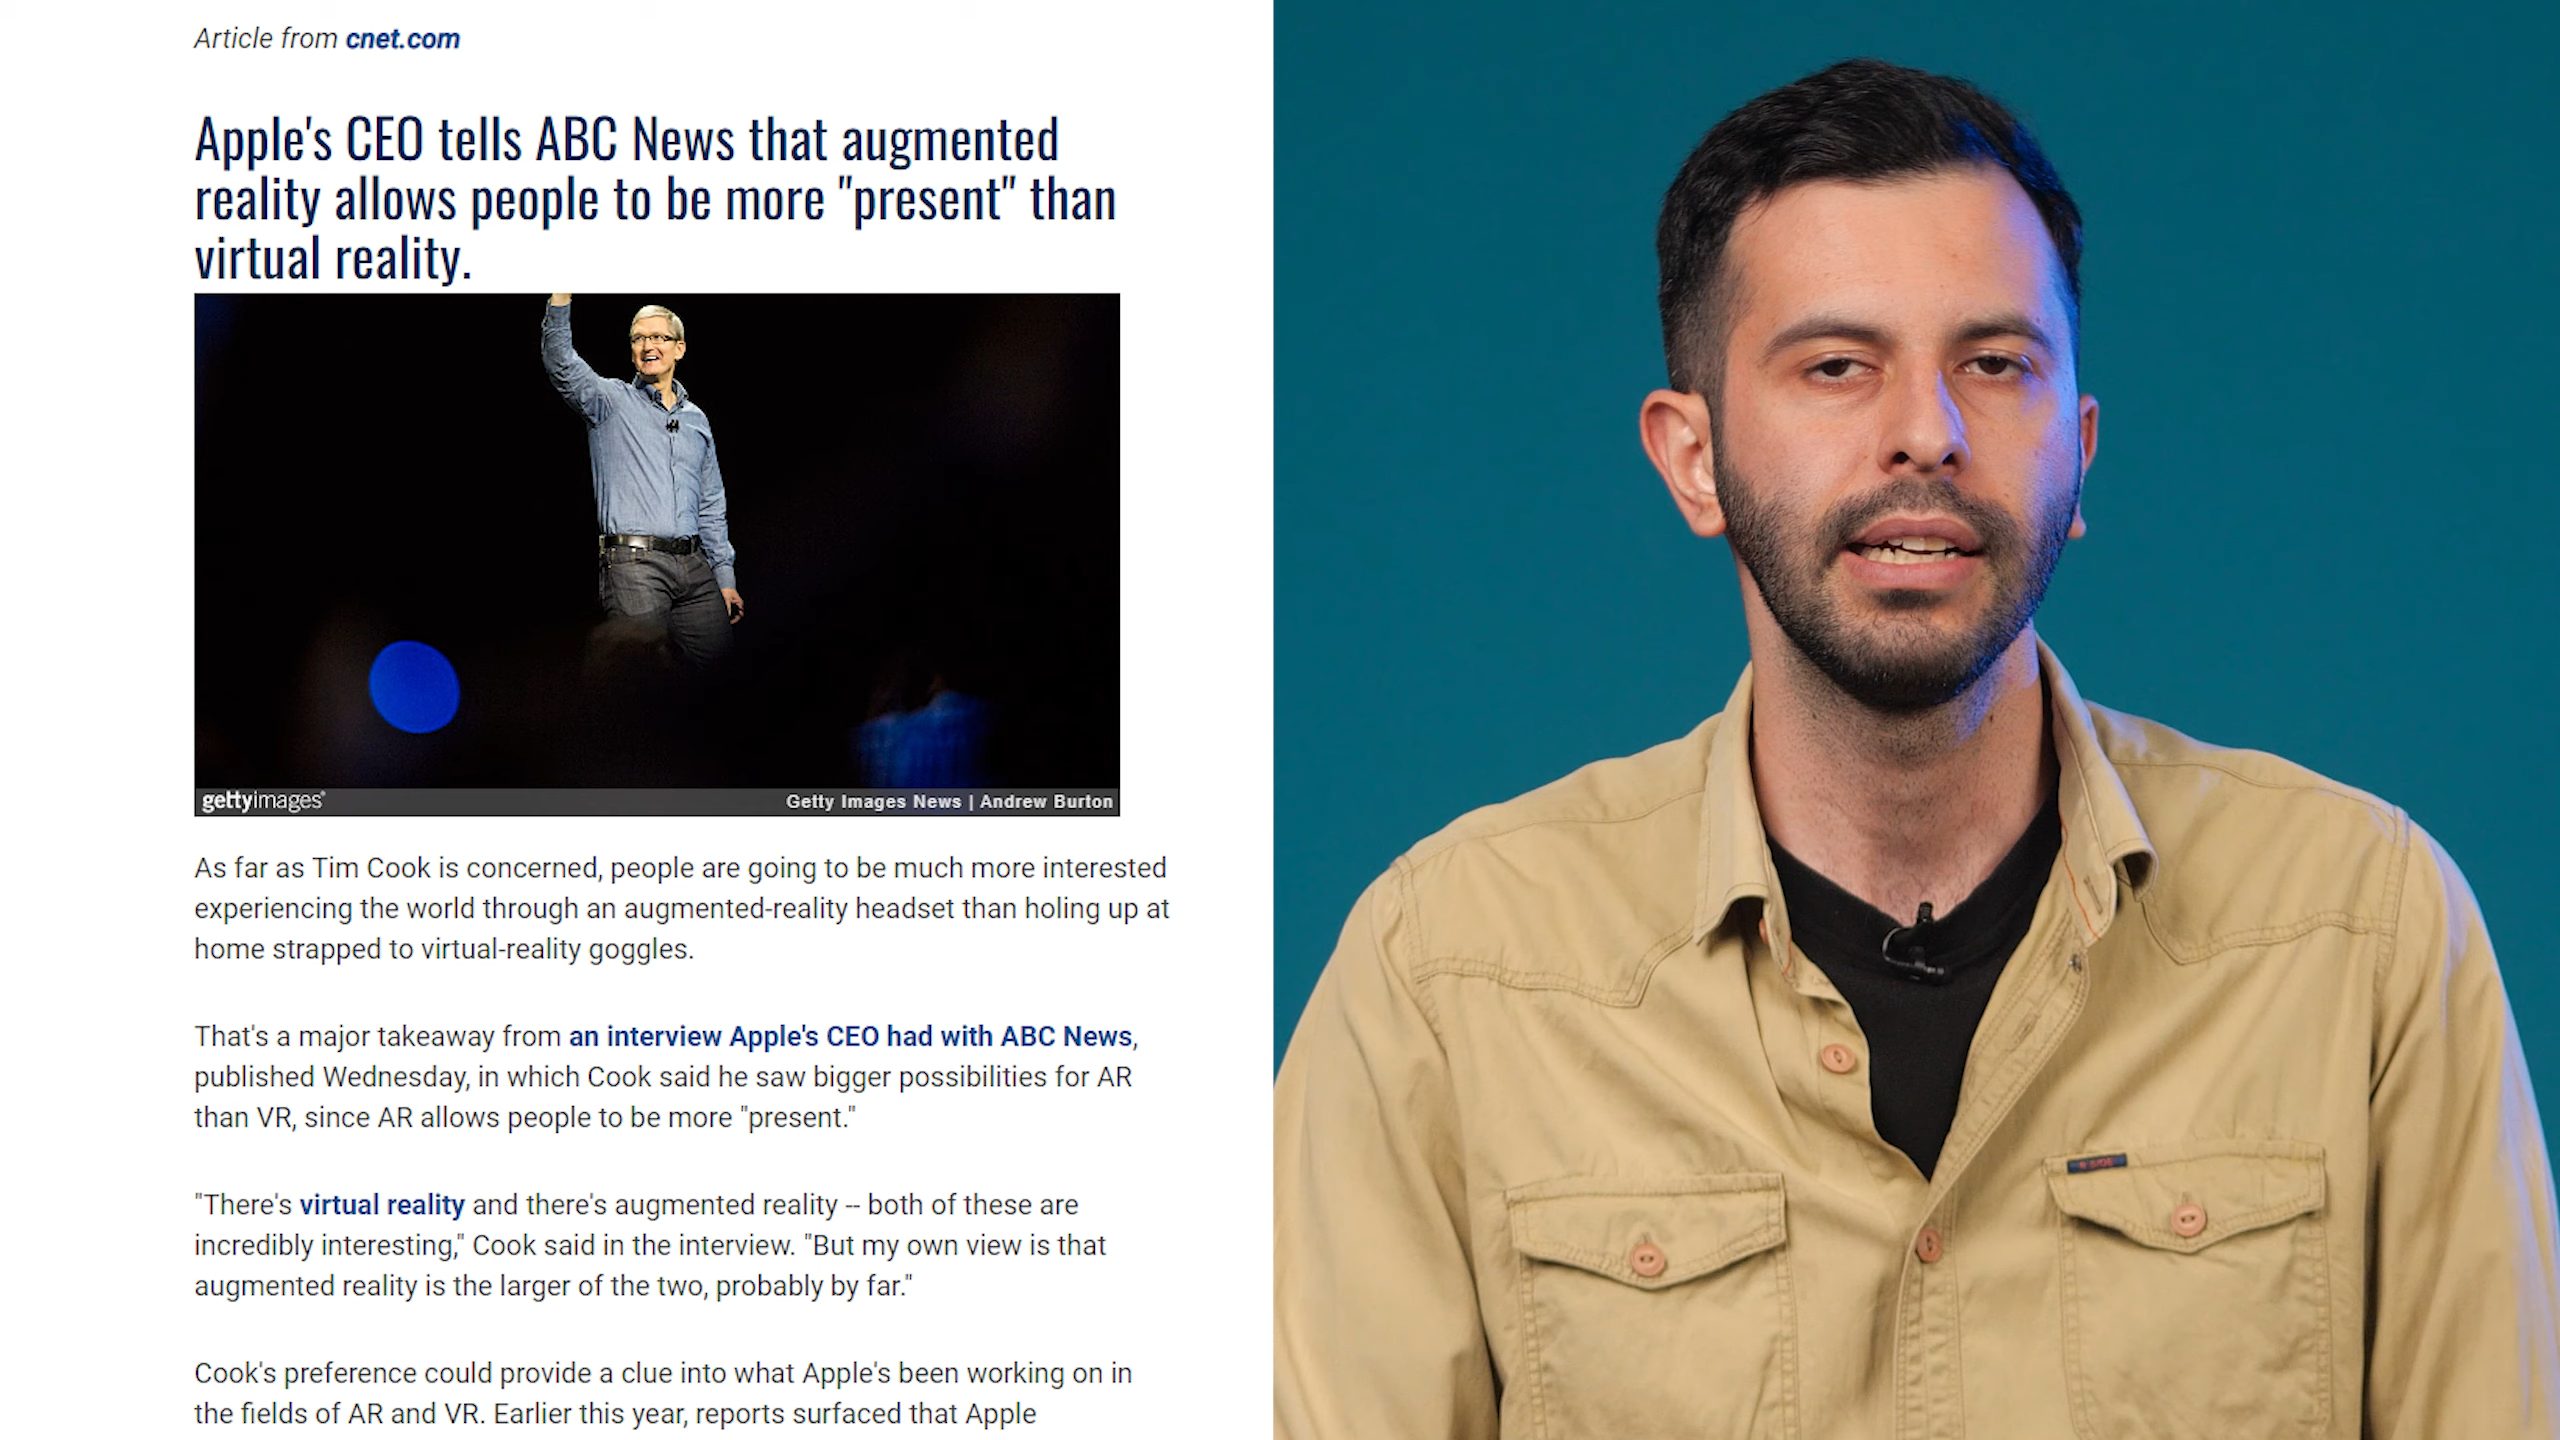 Article from cnet.com
Apple's CEO tells ABC News that augmented
reality allows people to be more "present" than
virtual reality.
gettyimages®
Getty Images News | Andrew Burton
As far as Tim Cook is concerned, people are going to be much more interested
experiencing the world through an augmented-reality headset than holing up at
home strapped to virtual-reality goggles.
That's a major takeaway from an interview Apple's CEO had with ABC News,
published Wednesday, in which Cook said he saw bigger possibilities for AR
than VR, since AR allows people to be more "present."
"There's virtual reality and there's augmented reality -- both of these are
incredibly interesting," Cook said in the interview. "But my own view is that
augmented reality is the larger of the two, probably by far."
Cook's preference could provide a clue into what Apple's been working on in
the fields of AR and VR. Earlier this year, reports surfaced that Apple